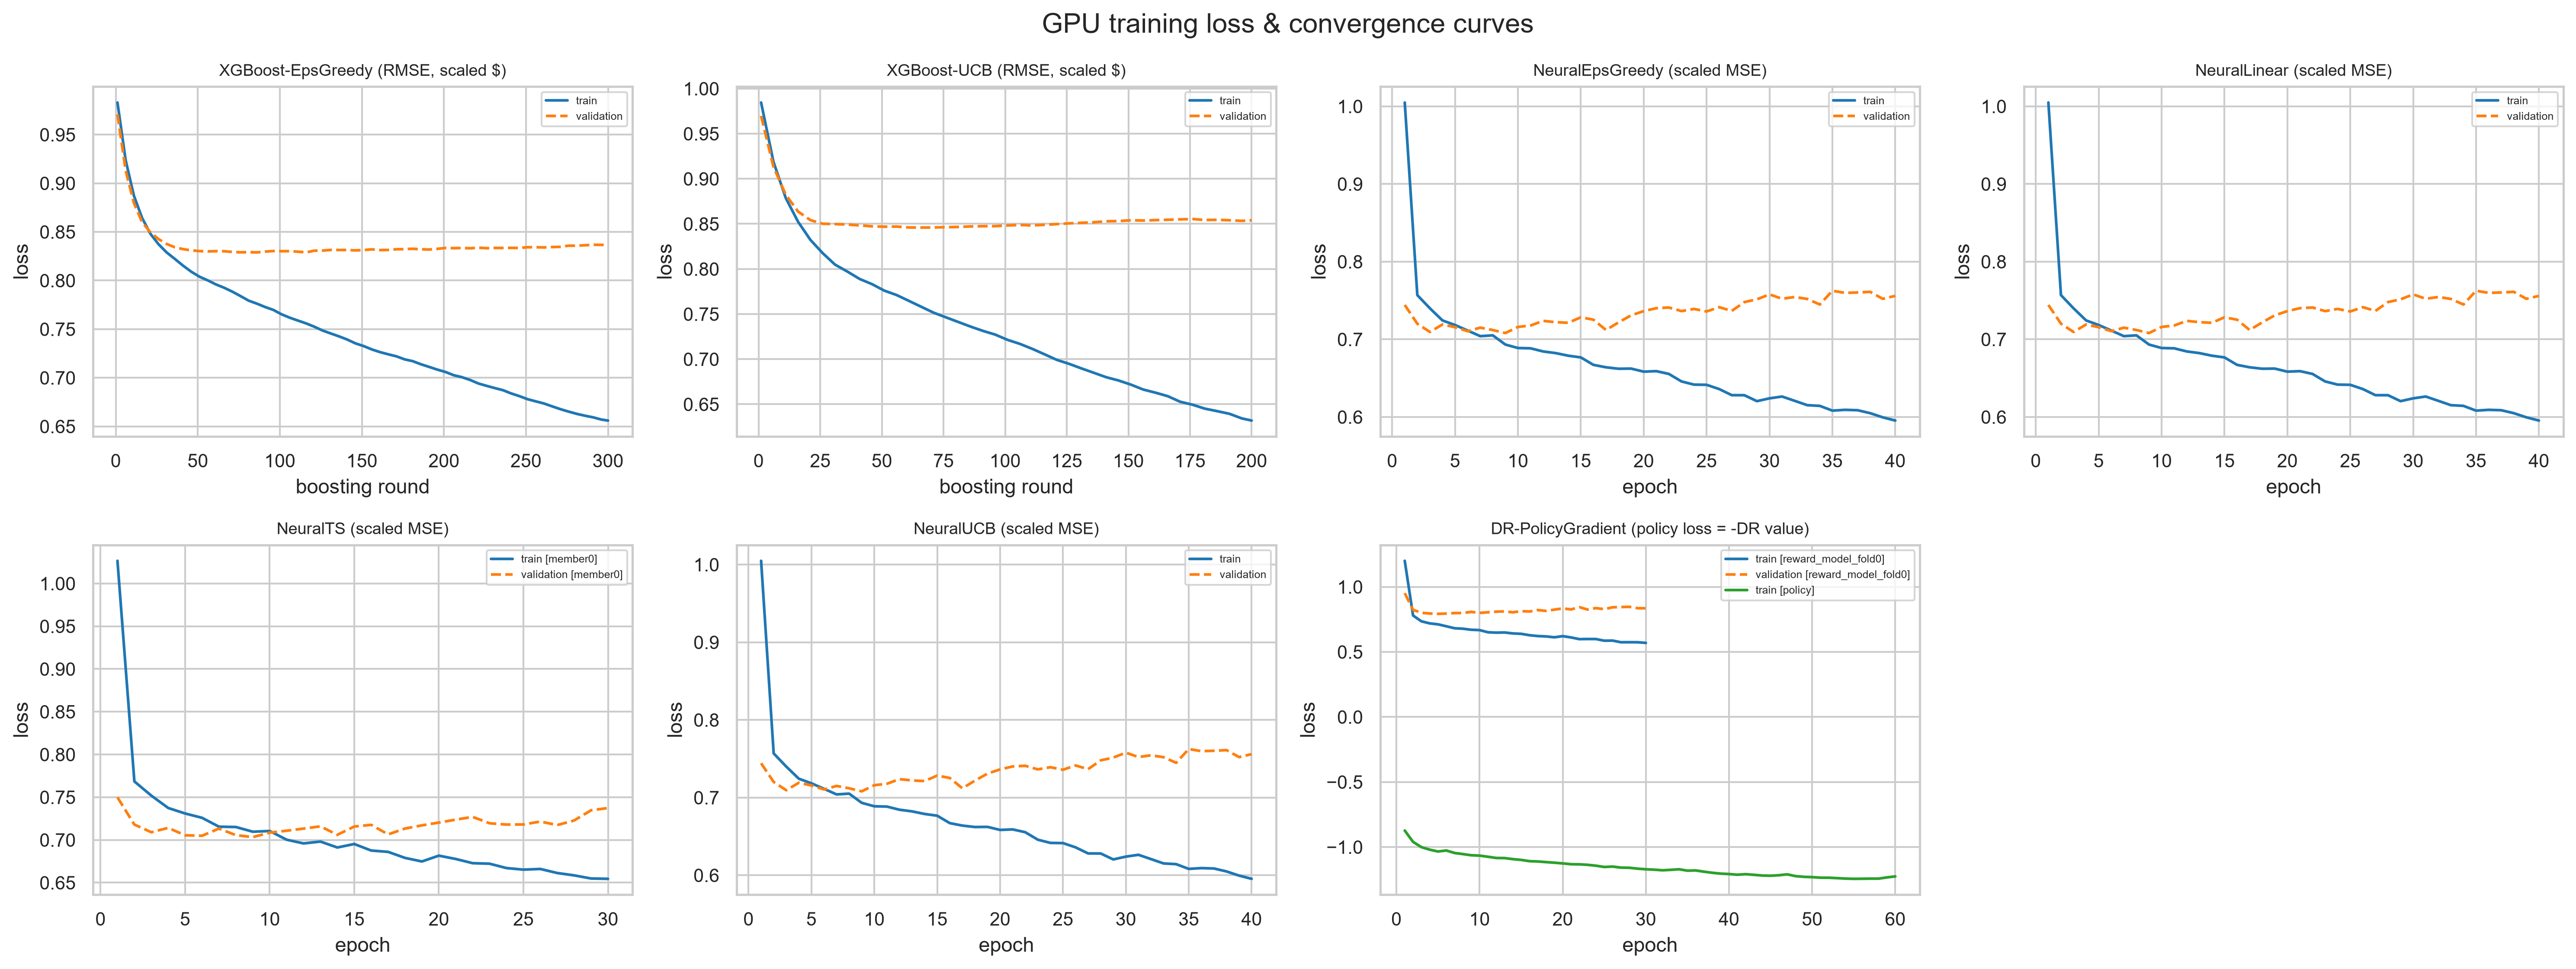 GPU training loss & convergence curves
XGBoost-EpsGreedy (RMSE, scaled $)
train
validation
loss
0.95
0.90
0.85
0.80
0.75
0.70
0.65
0 50 100 150 200 250 300
boosting round
XGBoost-UCB (RMSE, scaled $)
train
validation
loss
1.00
0.95
0.90
0.85
0.80
0.75
0.70
0.65
0 25 50 75 100 125 150 175 200
boosting round
NeuralEpsGreedy (scaled MSE)
train
validation
loss
1.0
0.9
0.8
0.7
0.6
0 5 10 15 20 25 30 35 40
epoch
NeuralLinear (scaled MSE)
train
validation
loss
1.0
0.9
0.8
0.7
0.6
0 5 10 15 20 25 30 35 40
epoch
NeuralTS (scaled MSE)
train [member0]
validation [member0]
loss
1.00
0.95
0.90
0.85
0.80
0.75
0.70
0.65
0 5 10 15 20 25 30
epoch
NeuralUCB (scaled MSE)
train
validation
loss
1.0
0.9
0.8
0.7
0.6
0 5 10 15 20 25 30 35 40
epoch
DR-PolicyGradient (policy loss = -DR value)
train [reward_model_fold0]
validation [reward_model_fold0]
train [policy]
loss
1.0
0.5
0.0
−0.5
−1.0
0 10 20 30 40 50 60
epoch